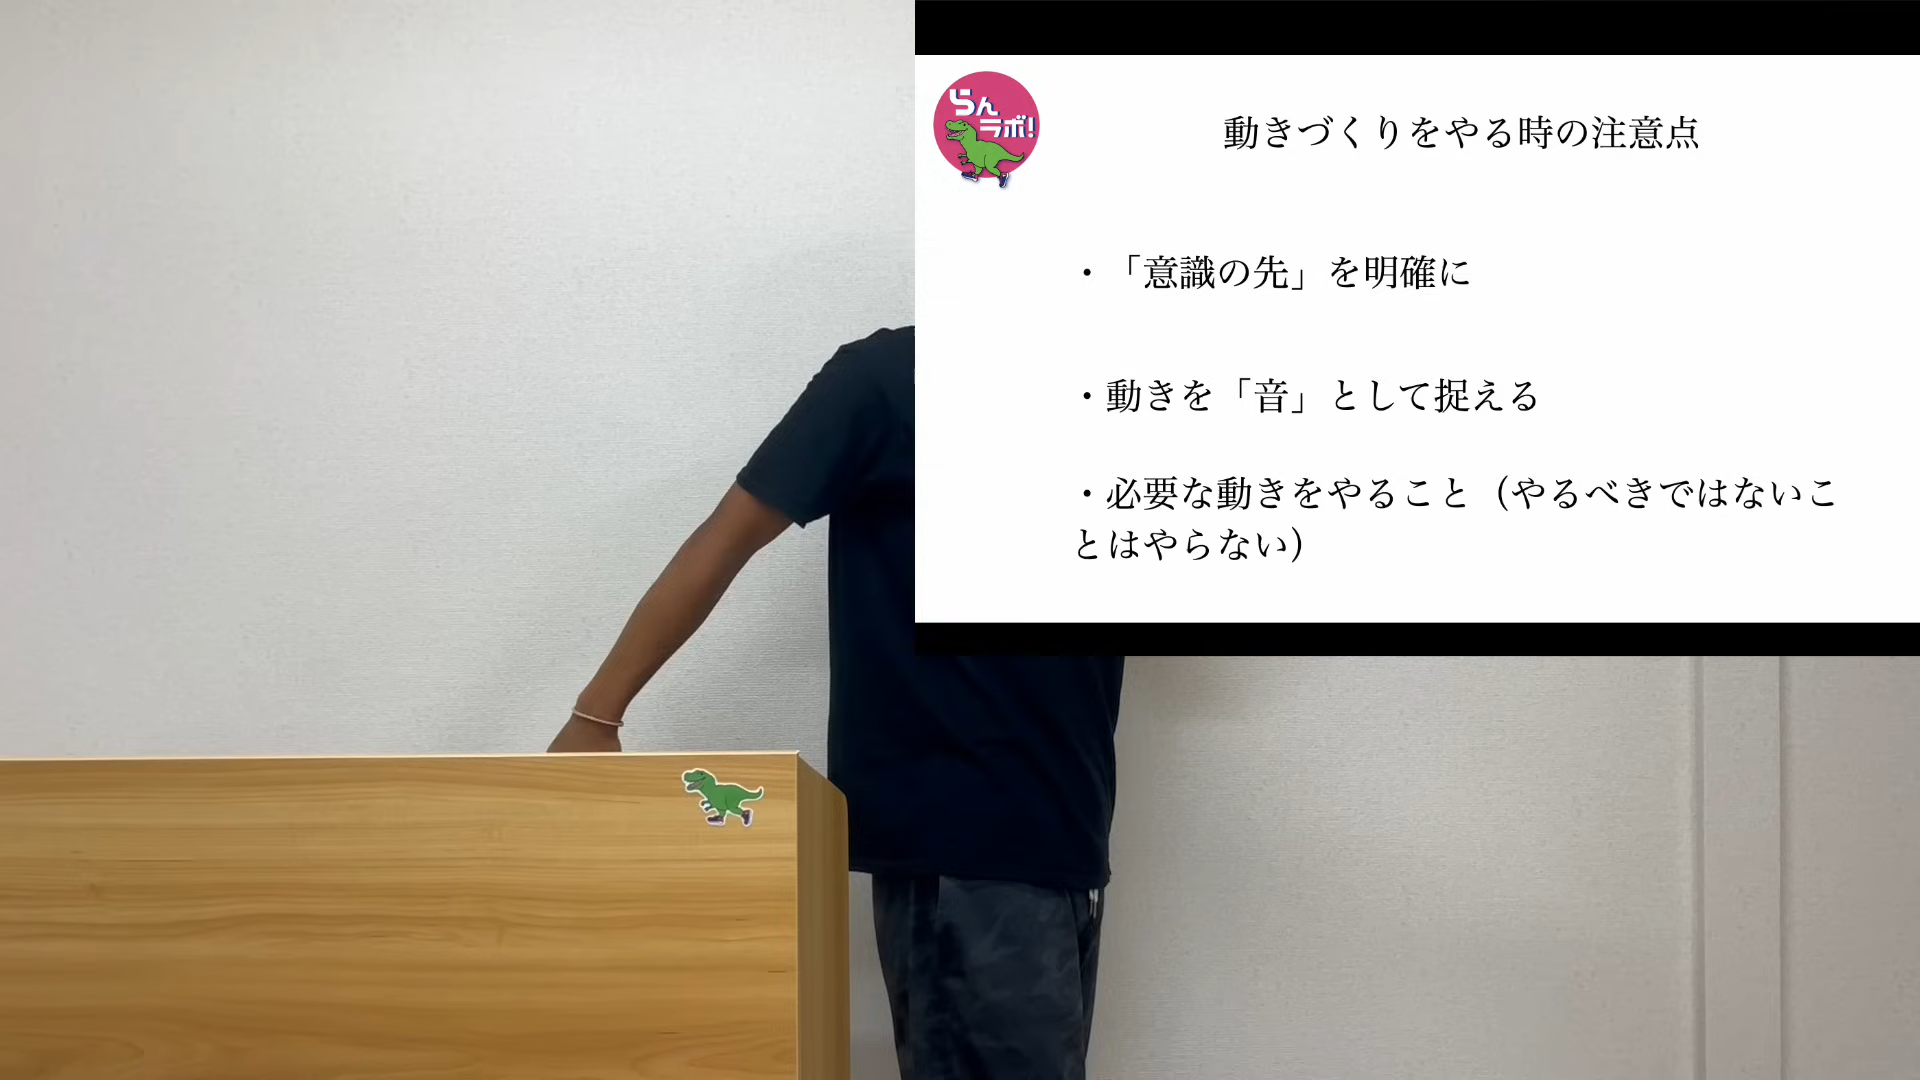 らん
ラボ!
動きづくりをやる時の注意点
・「意識の先」を明確に
・動きを「音」として捉える
・必要な動きをやること（やるべきではないこ
とはやらない）